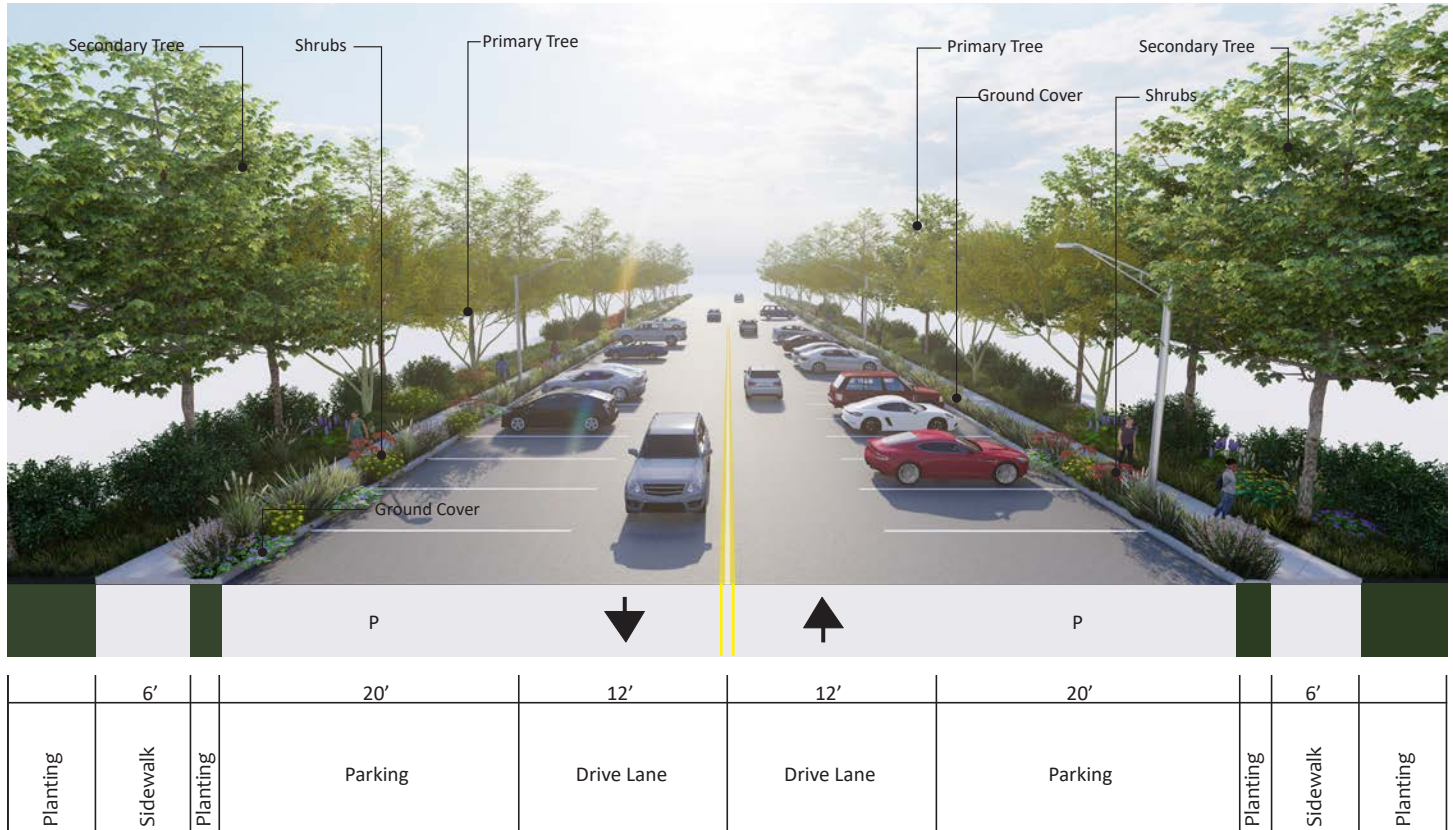 Secondary Tree
Shrubs
Primary Tree
Primary Tree
Secondary Tree
Ground Cover
Shrubs
Ground Cover
P
P
6’
20’
12’
12’
20’
6’
Planting
Sidewalk
Planting
Parking
Drive Lane
Drive Lane
Parking
Planting
Sidewalk
Planting